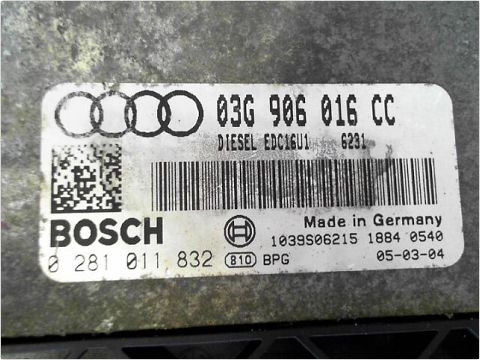 03G 906 016 CC
DIESEL EDC16U1 6231
BOSCH
Made in Germany
1039S06215 1884 0540
0 281 011 832 810 BPG 05-03-04